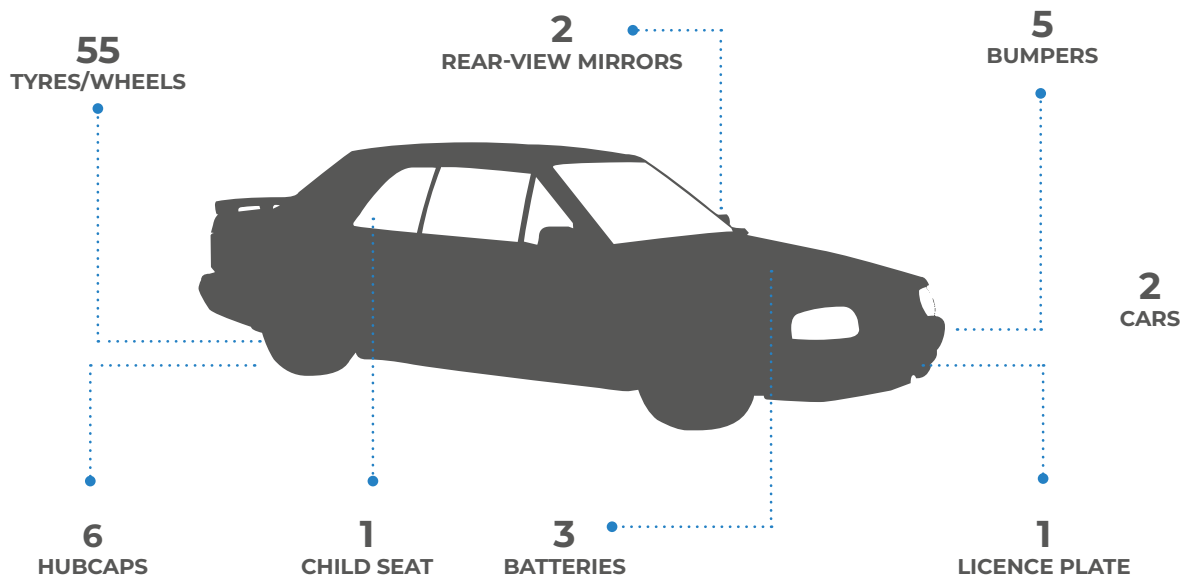 55
TYRES/WHEELS
2
REAR-VIEW MIRRORS
5
BUMPERS
2
CARS
6
HUBCAPS
1
CHILD SEAT
3
BATTERIES
1
LICENCE PLATE